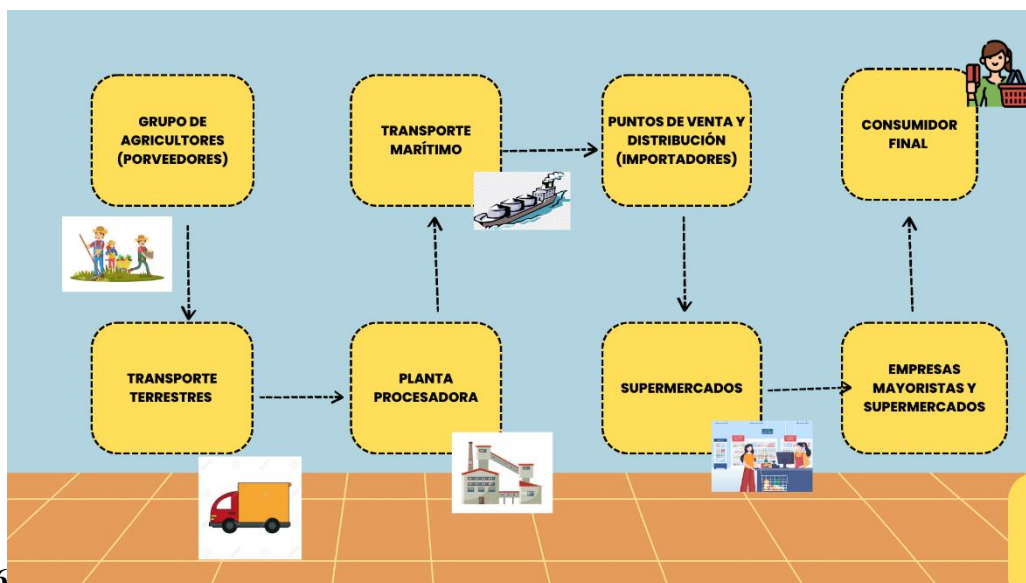 GRUPO DE
AGRICULTORES
(PORVEEDORES)
TRANSPORTE
TERRESTRES
PLANTA
PROCESADORA
TRANSPORTE
MARÍTIMO
PUNTOS DE VENTA Y
DISTRIBUCIÓN
(IMPORTADORES)
SUPERMERCADOS
EMPRESAS
MAYORISTAS Y
SUPERMERCADOS
CONSUMIDOR
FINAL